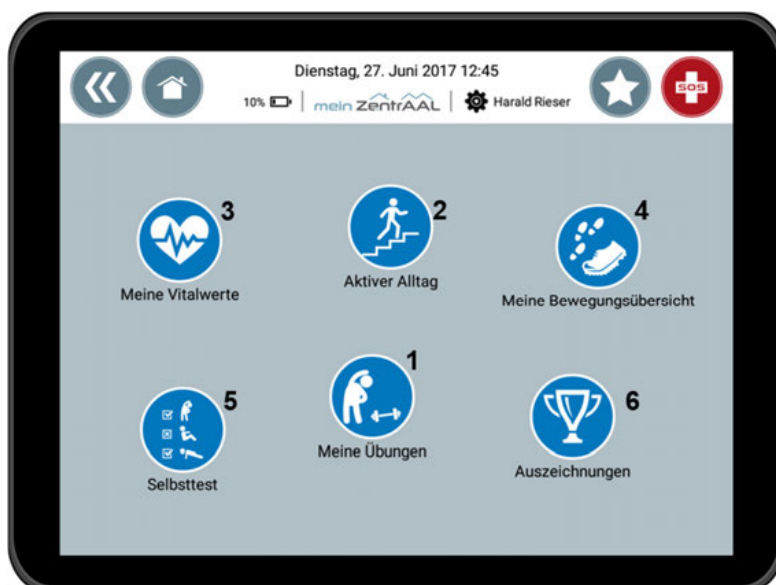 Dienstag, 27. Juni 2017 12:45
10% mein ZentrAAL Harald Rieser
SOS
3
Meine Vitalwerte
2
Aktiver Alltag
4
Meine Bewegungsübersicht
5
Selbsttest
1
Meine Übungen
6
Auszeichnungen